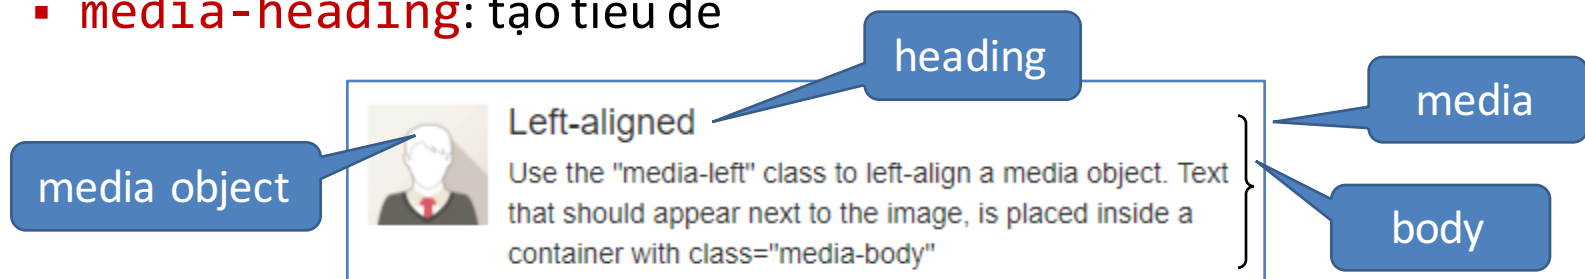 ▪ media-heading: tạo tiêu đề
heading
media
media object
Left-aligned
Use the "media-left" class to left-align a media object. Text
that should appear next to the image, is placed inside a
container with class="media-body"
body